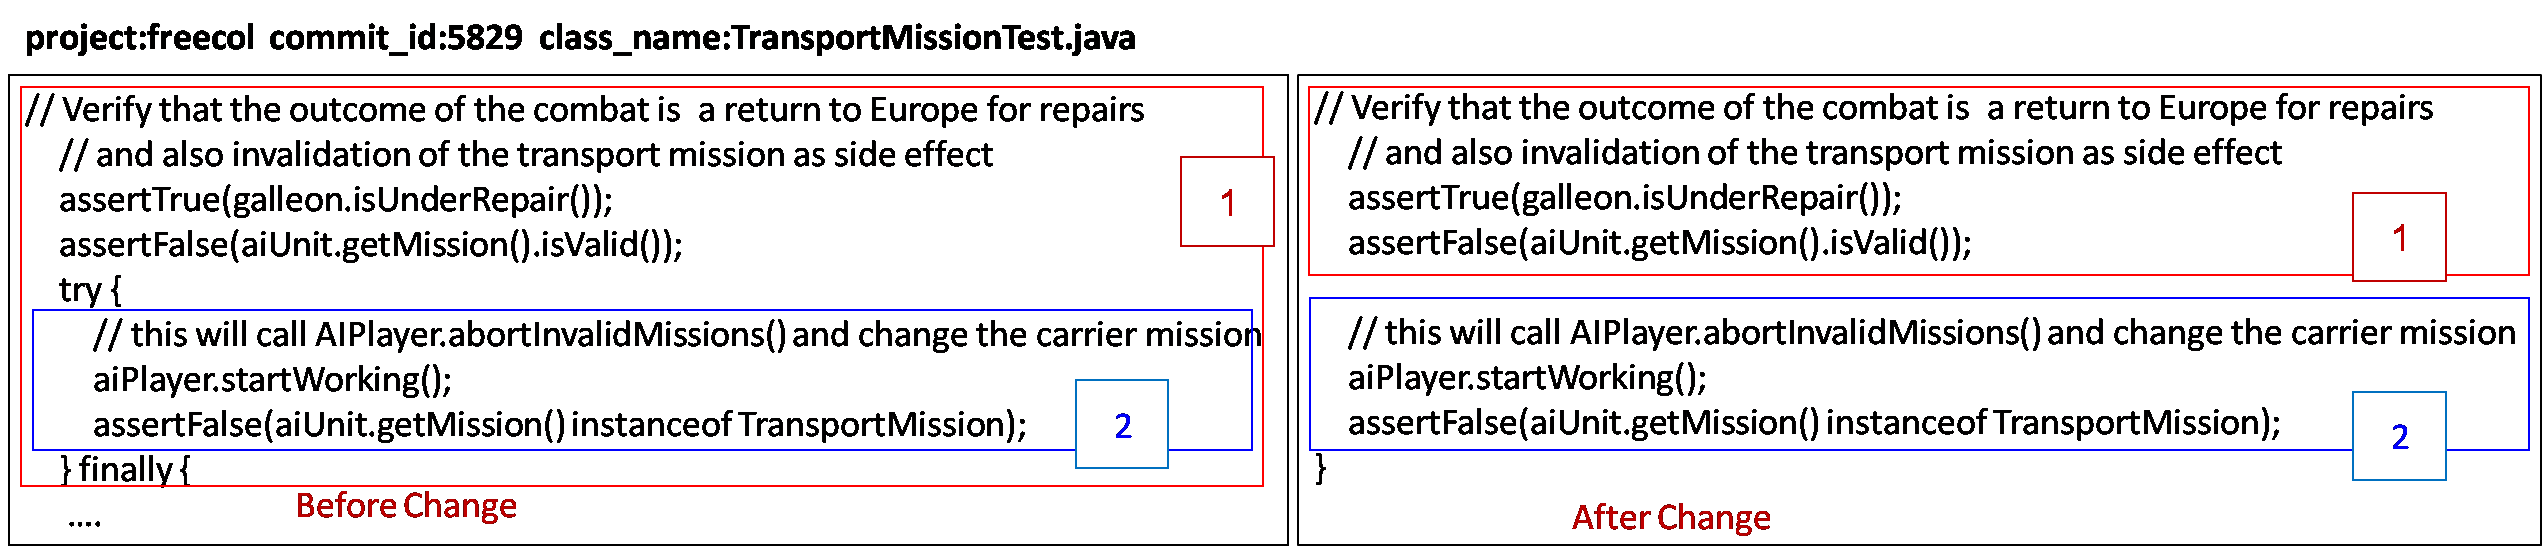 project:freecol commit_id:5829 class_name:TransportMissionTest.java
// Verify that the outcome of the combat is a return to Europe for repairs
// and also invalidation of the transport mission as side effect
assertTrue(galleon.isUnderRepair());
assertFalse(aiUnit.getMission().isValid());
1
try {
// this will call AIPlayer.abortInvalidMissions() and change the carrier mission
aiPlayer.startWorking();
assertFalse(aiUnit.getMission() instanceof TransportMission);
2
} finally {
Before Change
....
// Verify that the outcome of the combat is a return to Europe for repairs
// and also invalidation of the transport mission as side effect
assertTrue(galleon.isUnderRepair());
assertFalse(aiUnit.getMission().isValid());
1
// this will call AIPlayer.abortInvalidMissions() and change the carrier mission
aiPlayer.startWorking();
assertFalse(aiUnit.getMission() instanceof TransportMission);
2
}
After Change